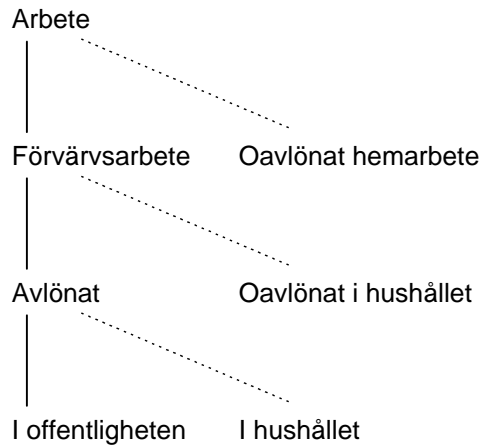 Arbete
Förvärvsarbete Oavlönat hemarbete
Avlönat Oavlönat i hushållet
I offentligheten I hushållet